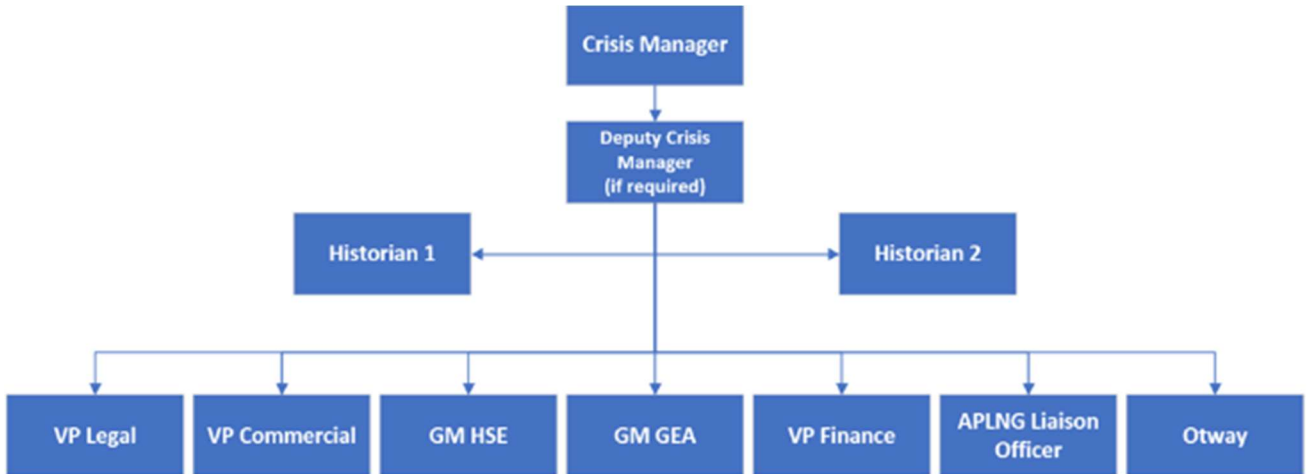 Crisis Manager
Deputy Crisis
Manager
(if required)
Historian 1
Historian 2
VP Legal
VP Commercial
GM HSE
GM GEA
VP Finance
APLNG Liaison
Officer
Otway